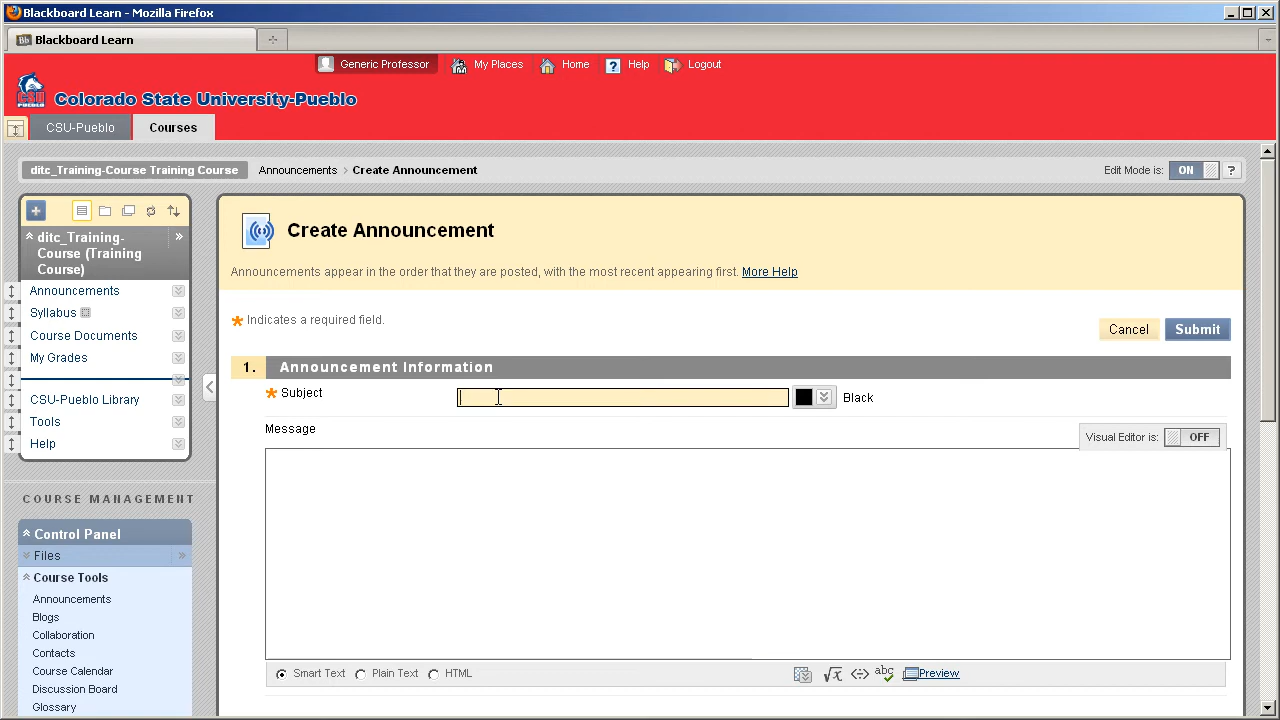 Blackboard Learn - Mozilla Firefox
Bb Blackboard Learn
Generic Professor My Places Home ? Help Logout
CSU PUEBLO
Colorado State University-Pueblo
CSU-Pueblo Courses
ditc_Training-Course Training Course Announcements > Create Announcement Edit Mode is: ON ?
ditc_Training-
Course (Training
Course)
Announcements
Syllabus
Course Documents
My Grades
CSU-Pueblo Library
Tools
Help
COURSE MANAGEMENT
Control Panel
Files
Course Tools
Announcements
Blogs
Collaboration
Contacts
Course Calendar
Discussion Board
Glossary
Create Announcement
Announcements appear in the order that they are posted, with the most recent appearing first. More Help
Indicates a required field.
Cancel Submit
1. Announcement Information
Subject Black
Message
Visual Editor is: OFF
Smart Text Plain Text HTML √x <> abc Preview